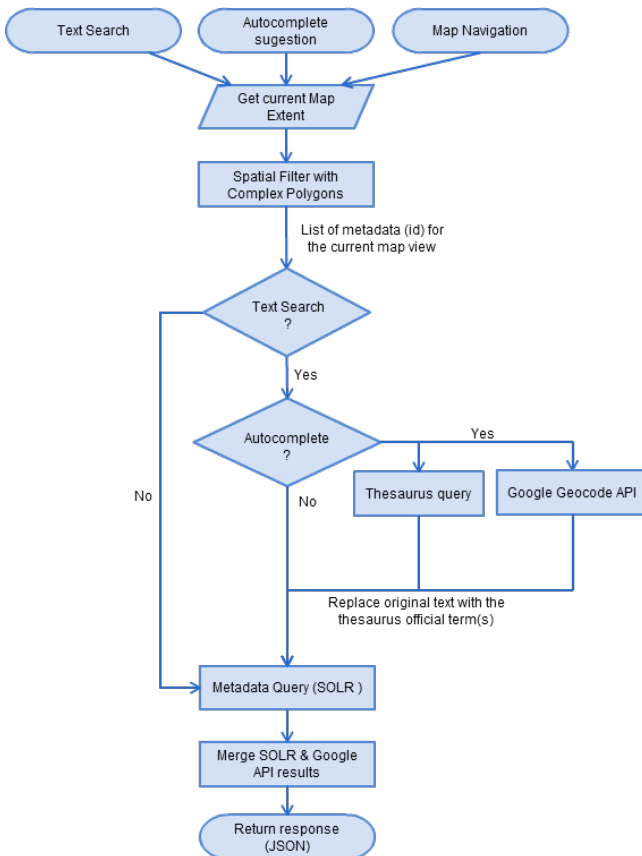 Text Search
Autocomplete
sugestion
Map Navigation
Get current Map
Extent
Spatial Filter with
Complex Polygons
List of metadata (id) for
the current map view
Text Search
?
Yes
Autocomplete
?
Yes
No
No
Thesaurus query
Google Geocode API
Replace original text with the
thesaurus official term(s)
Metadata Query (SOLR )
Merge SOLR & Google
API results
Return response
(JSON)